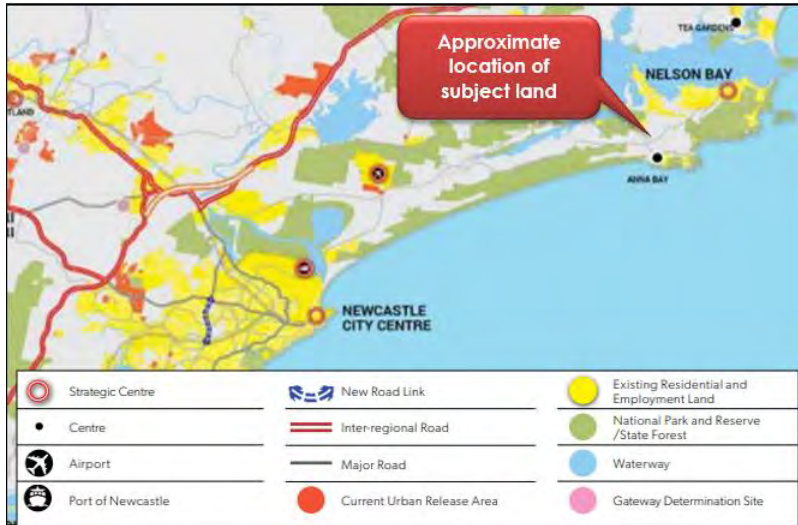 Approximate
location of
subject land
TEA GARDENS
NELSON BAY
ANNA BAY
NEWCASTLE
CITY CENTRE
Strategic Centre
New Road Link
Existing Residential and
Employment Land
Centre
Inter-regional Road
National Park and Reserve
/State Forest
Airport
Major Road
Waterway
Port of Newcastle
Current Urban Release Area
Gateway Determination Site